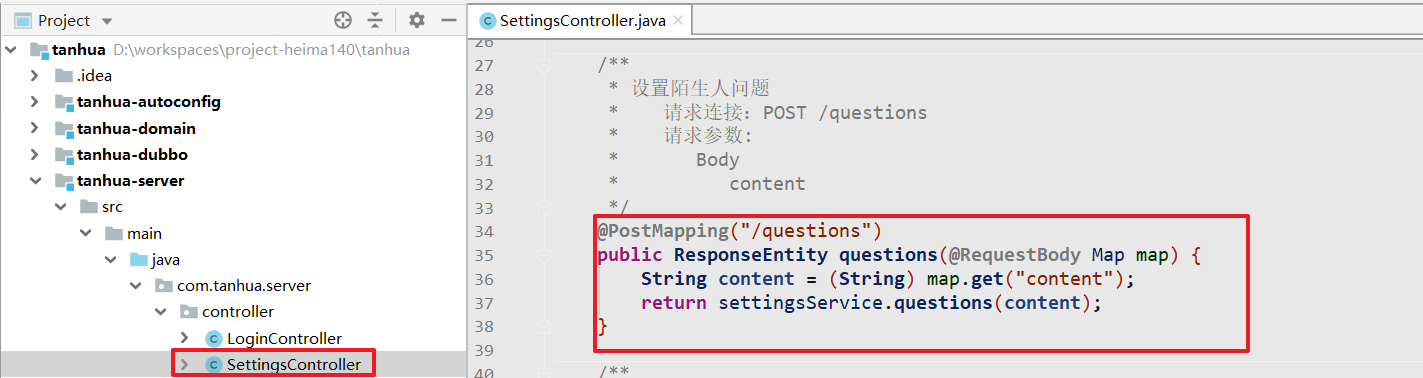 Project
tanhua D:\workspaces\project-heima140\tanhua
.idea
tanhua-autoconfig
tanhua-domain
tanhua-dubbo
tanhua-server
src
main
java
com.tanhua.server
controller
LoginController
SettingsController
SettingsController.java
26
27 /**
28 * 设置陌生人问题
29 * 请求连接：POST /questions
30 * 请求参数:
31 * Body
32 * content
33 */
34 @PostMapping("/questions")
35 public ResponseEntity questions(@RequestBody Map map) {
36 String content = (String) map.get("content");
37 return settingsService.questions(content);
38 }
39
40 /**